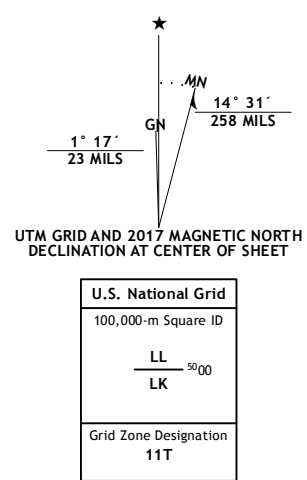 ★
MN
14° 31´
258 MILS
GN
1° 17´
23 MILS
UTM GRID AND 2017 MAGNETIC NORTH
DECLINATION AT CENTER OF SHEET
U.S. National Grid
100,000-m Square ID
LL
5000
LK
Grid Zone Designation
11T